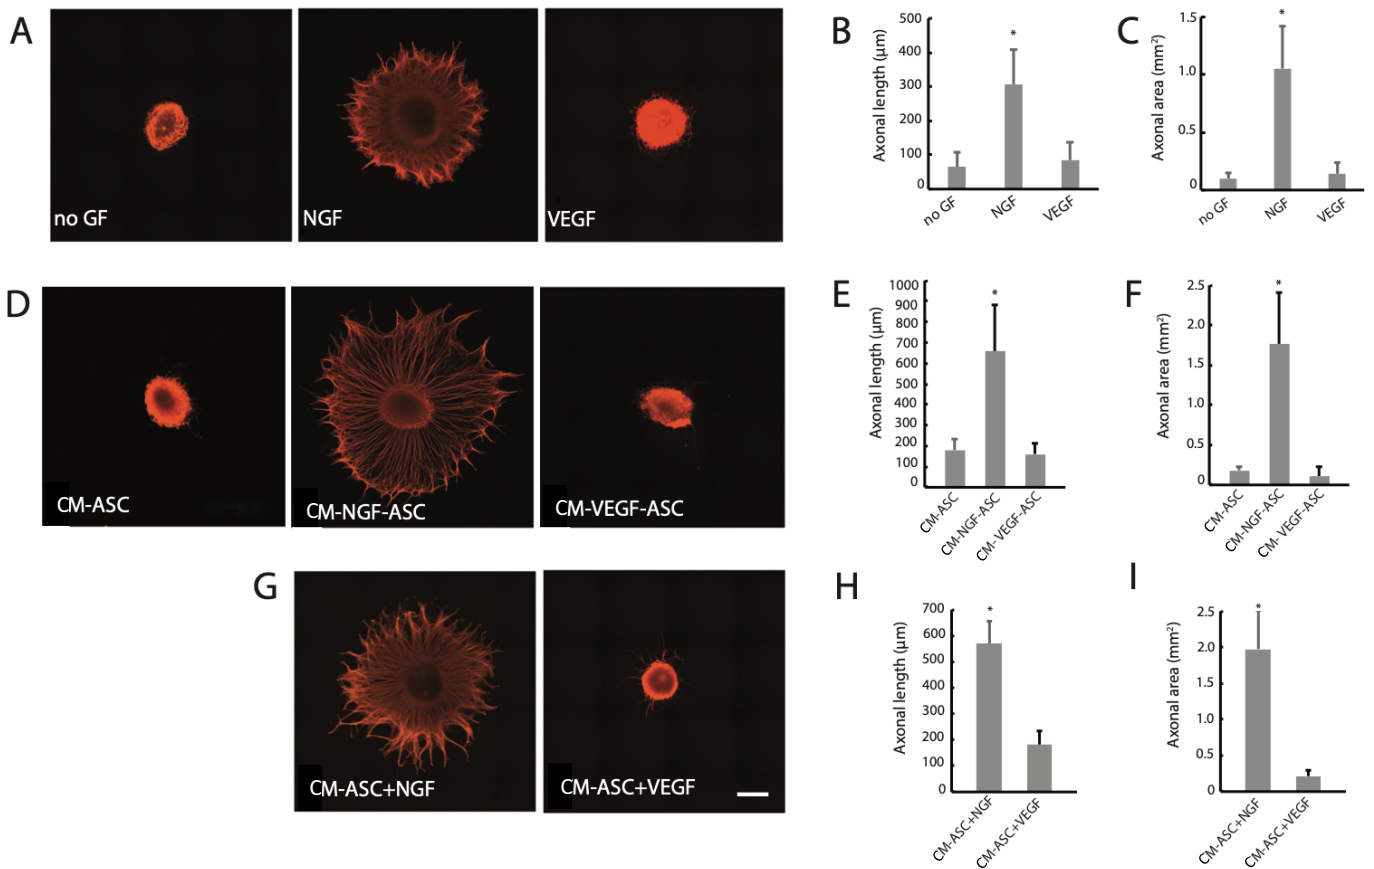 A
no GF
NGF
VEGF
B
Axonal length (µm)
500
400
300
200
100
0
*
no GF
NGF
VEGF
C
Axonal area (mm²)
1.5
1.0
0.5
0
*
no GF
NGF
VEGF
D
CM-ASC
CM-NGF-ASC
CM-VEGF-ASC
E
Axonal length (µm)
1000
900
800
700
600
500
400
300
200
100
0
*
CM-ASC
CM-NGF-ASC
CM- VEGF-ASC
F
Axonal area (mm²)
2.5
2.0
1.5
1.0
0.5
0
*
CM-ASC
CM-NGF-ASC
CM- VEGF-ASC
G
CM-ASC+NGF
CM-ASC+VEGF
H
Axonal length (µm)
700
600
500
400
300
200
100
0
*
CM-ASC+NGF
CM-ASC+VEGF
I
Axonal area (mm²)
2.5
2.0
1.5
1.0
0.5
0
*
CM-ASC+NGF
CM-ASC+VEGF